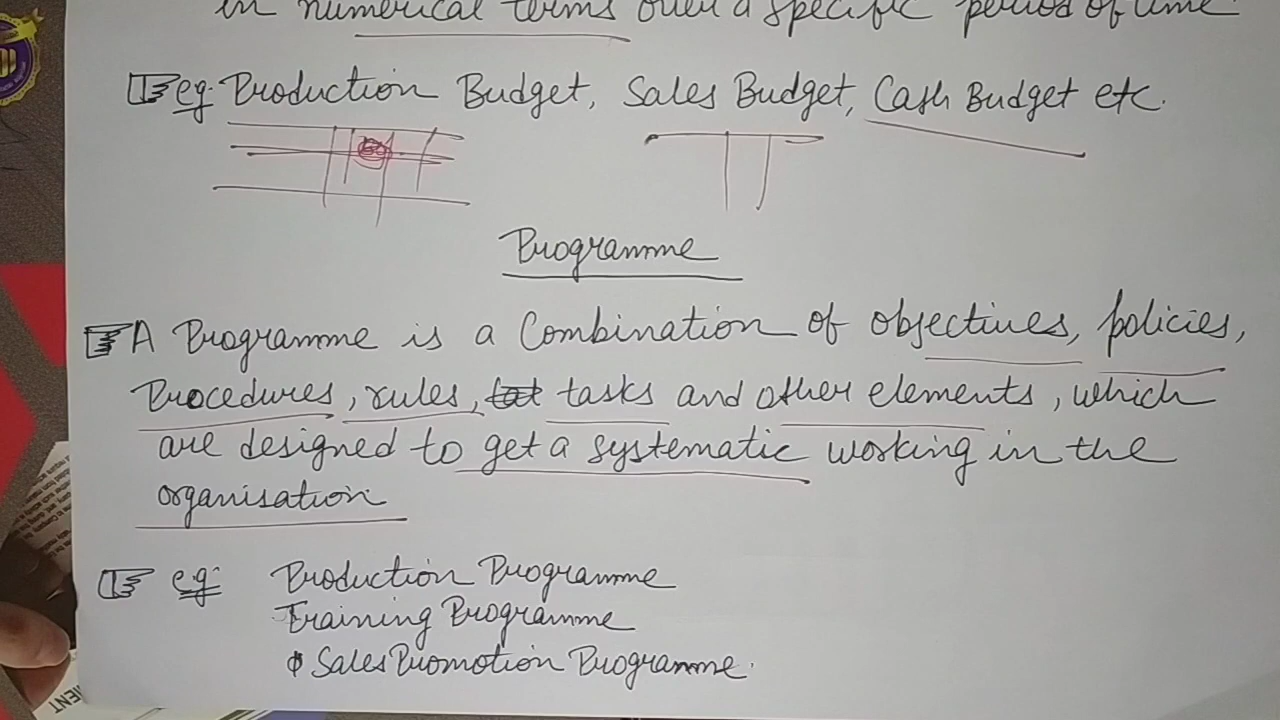 in numerical terms over a specific period of time
eg. Production Budget, Sales Budget, Cash Budget etc.
Programme
A Programme is a Combination of objectives, policies,
Procedures, rules, tasks and other elements, which
are designed to get a systematic working in the
organisation
e.g: Production Programme
Training Programme
Sales Promotion Programme.